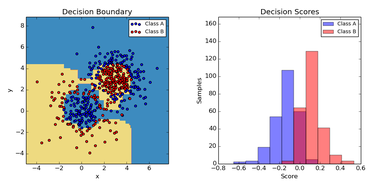 Decision Boundary
Class A
Class B
8
6
4
2
0
−2
−4
y
−4 −2 0 2 4 6
x
Decision Scores
Class A
Class B
160
140
120
100
80
60
40
20
0
Samples
−0.8 −0.6 −0.4 −0.2 0.0 0.2 0.4 0.6
Score